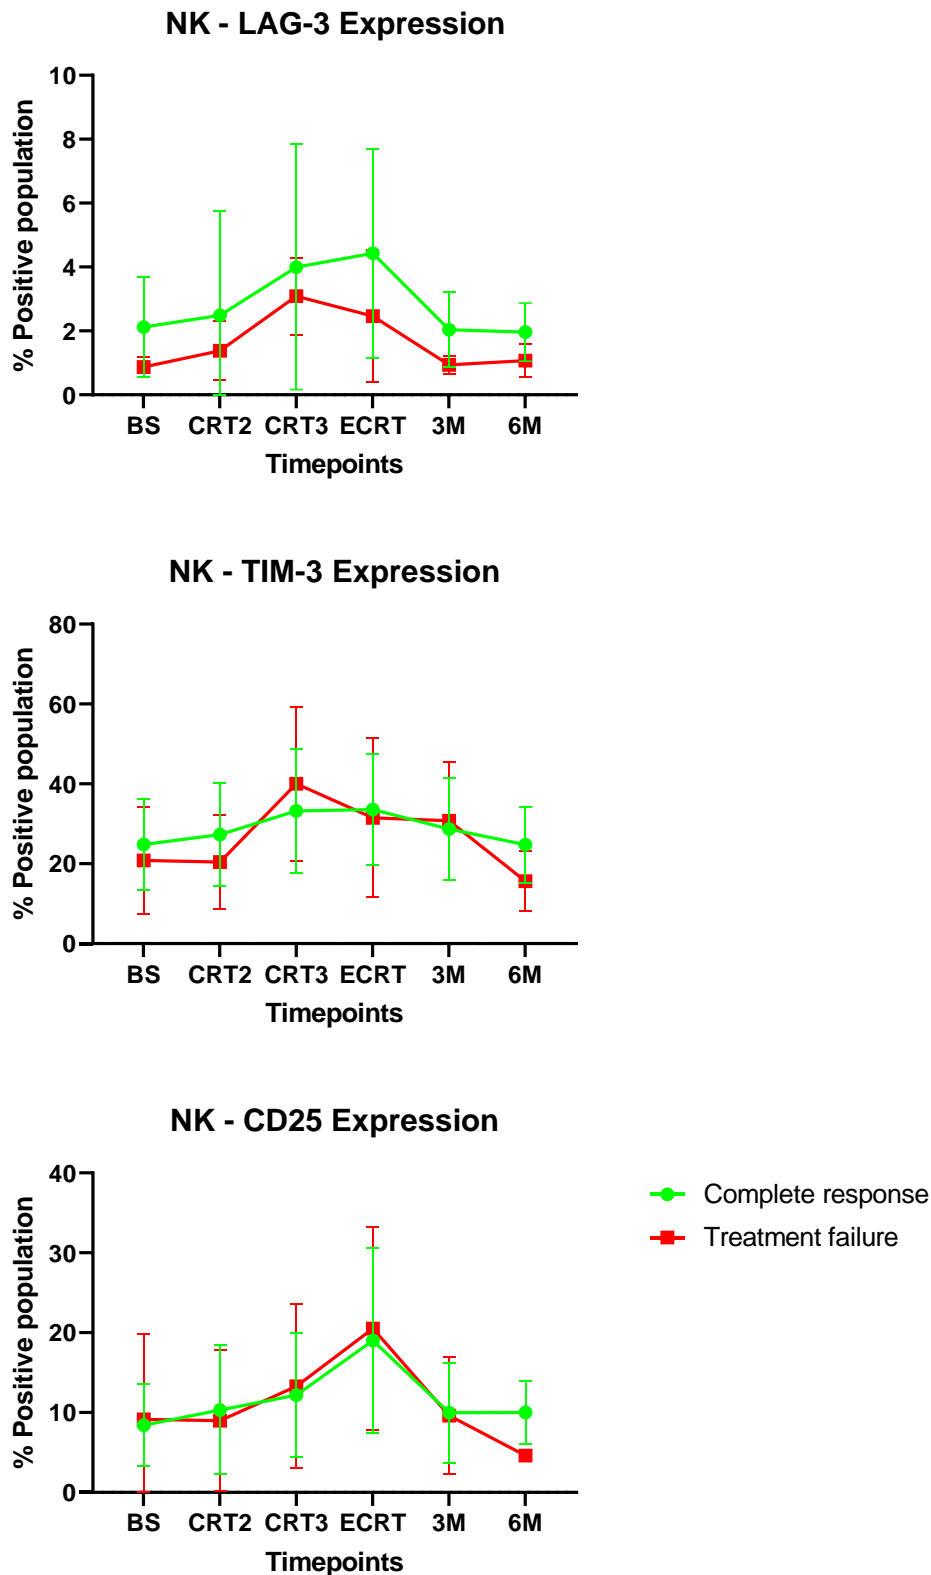 NK - LAG-3 Expression
10
8
6
4
2
0
% Positive population
BS CRT2 CRT3 ECRT 3M 6M
Timepoints
NK - TIM-3 Expression
80
60
40
20
0
% Positive population
BS CRT2 CRT3 ECRT 3M 6M
Timepoints
NK - CD25 Expression
40
30
20
10
0
% Positive population
BS CRT2 CRT3 ECRT 3M 6M
Timepoints
Complete response
Treatment failure